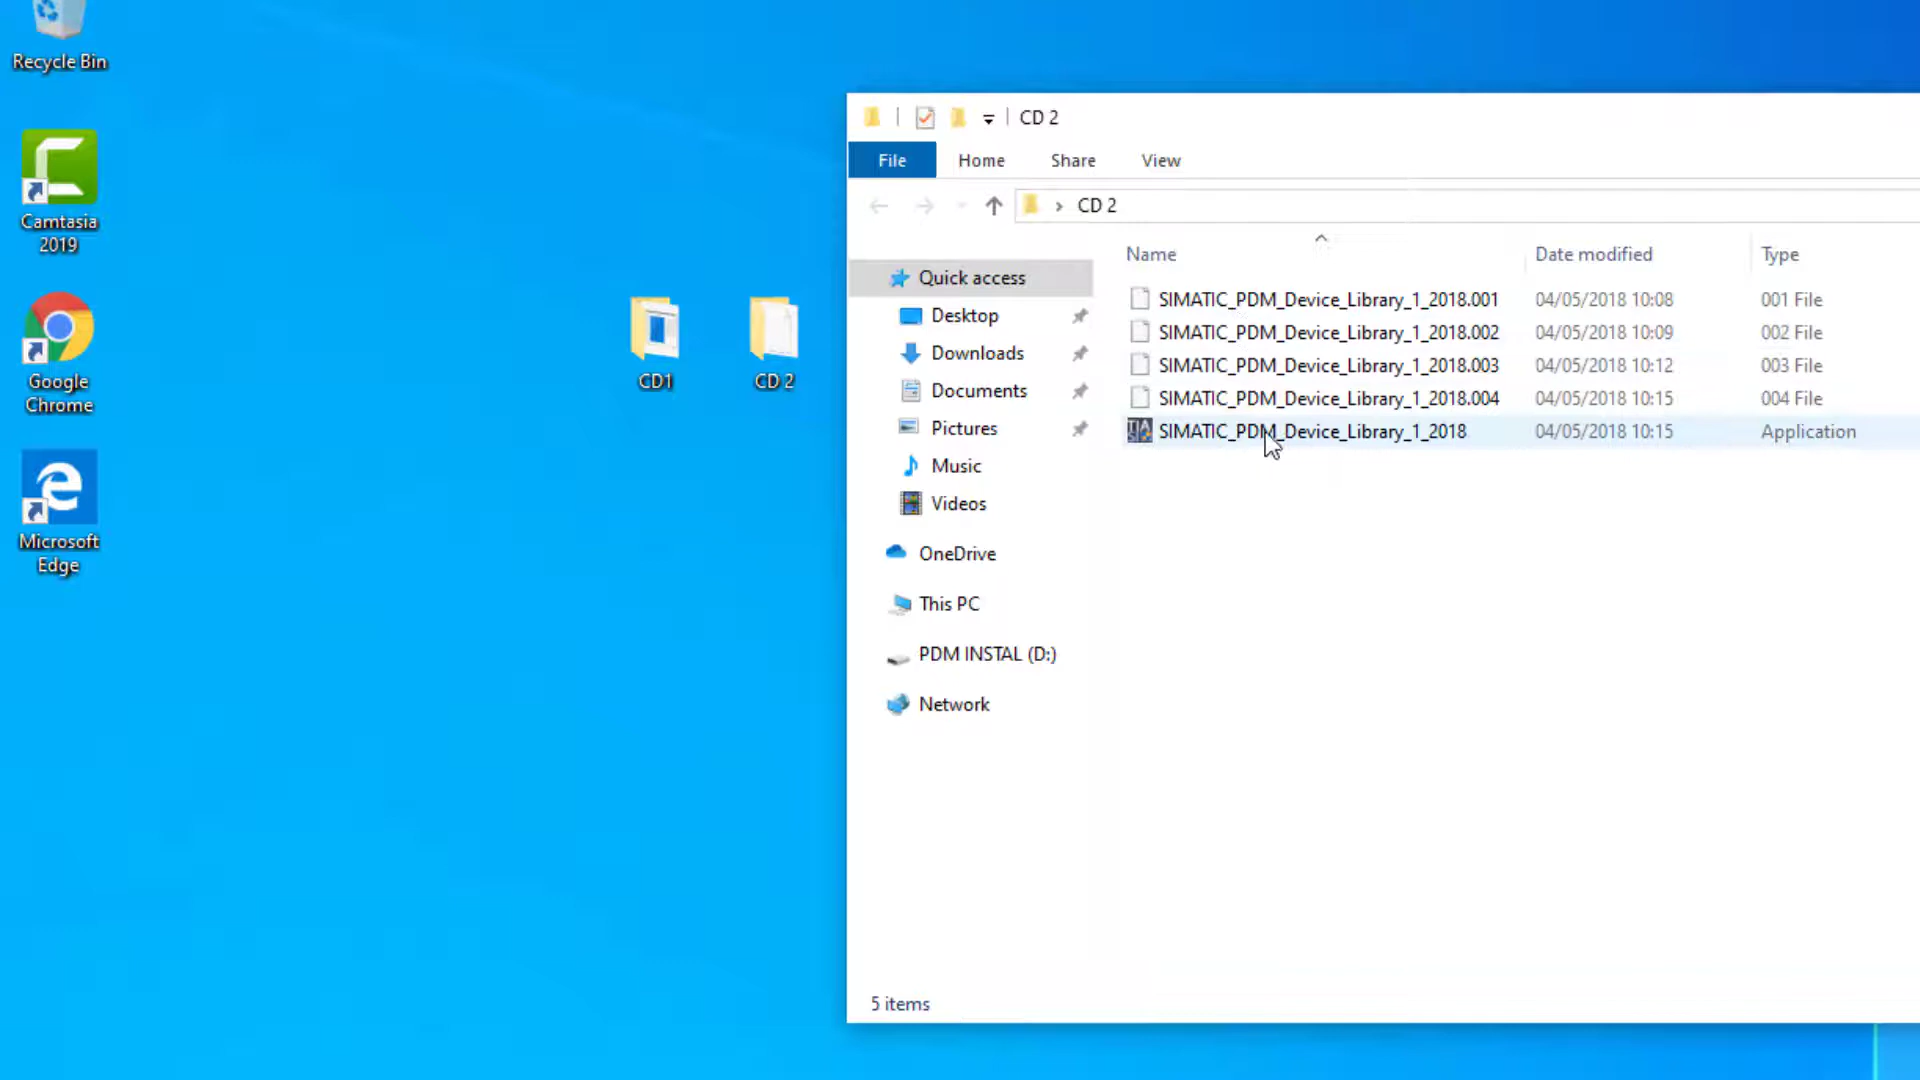 Recycle Bin
Camtasia
2019
Google
Chrome
Microsoft
Edge
CD1
CD 2
CD 2
File Home Share View
CD 2
Name Date modified Type
Quick access
Desktop
Downloads
Documents
Pictures
Music
Videos
OneDrive
This PC
PDM INSTAL (D:)
Network
SIMATIC_PDM_Device_Library_1_2018.001 04/05/2018 10:08 001 File
SIMATIC_PDM_Device_Library_1_2018.002 04/05/2018 10:09 002 File
SIMATIC_PDM_Device_Library_1_2018.003 04/05/2018 10:12 003 File
SIMATIC_PDM_Device_Library_1_2018.004 04/05/2018 10:15 004 File
SIMATIC_PDM_Device_Library_1_2018 04/05/2018 10:15 Application
5 items